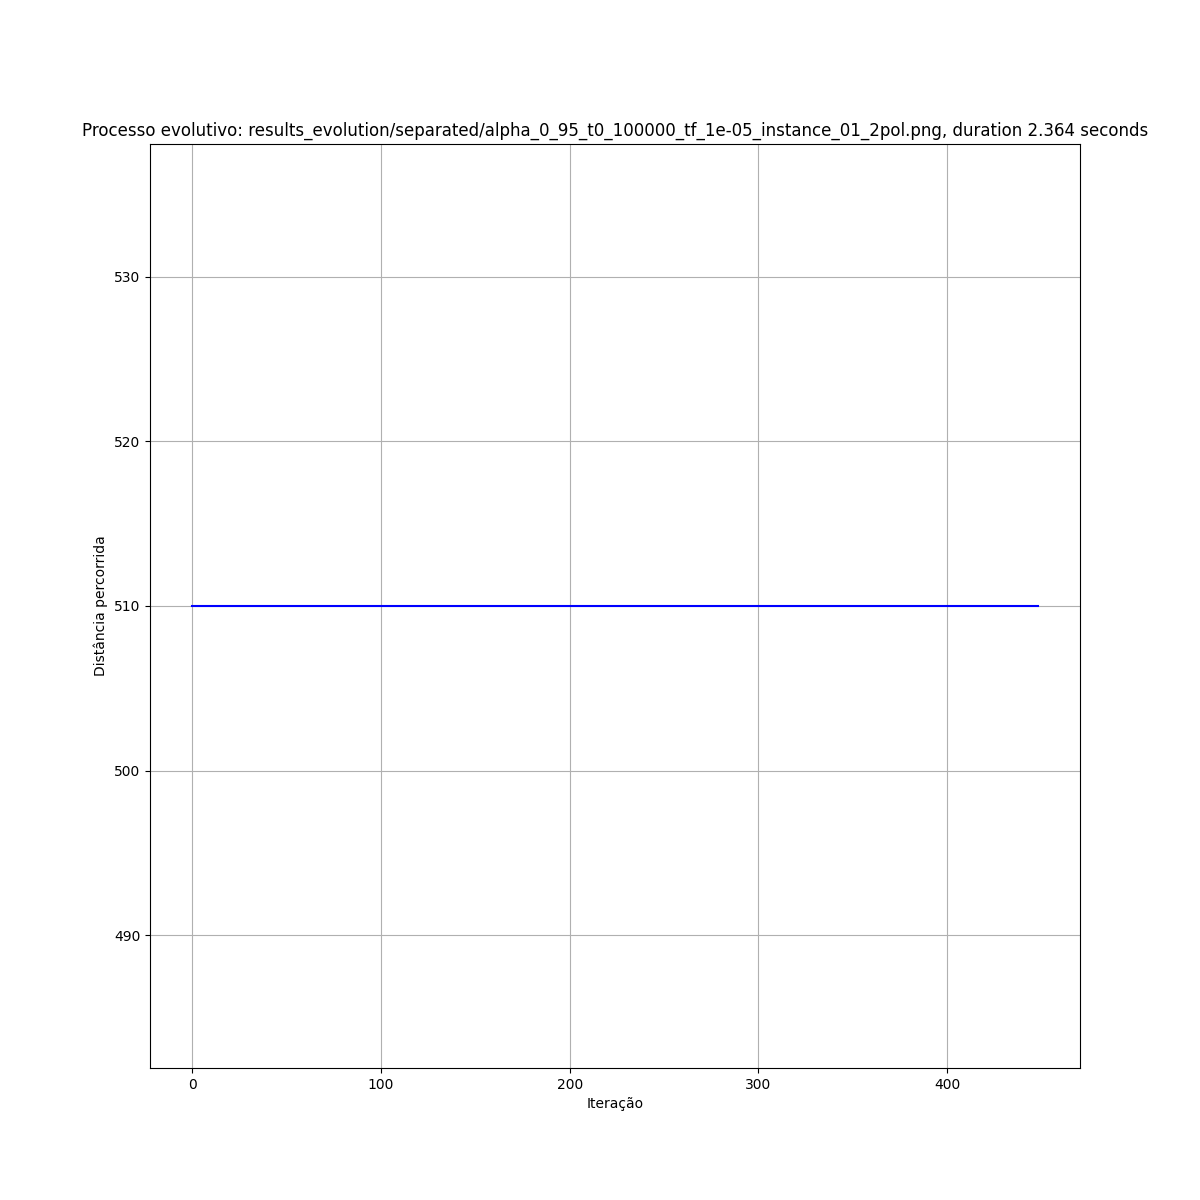 Processo evolutivo: results_evolution/separated/alpha_0_95_t0_100000_tf_1e-05_instance_01_2pol.png, duration 2.364 seconds
530
520
510
500
490
Distância percorrida
0 100 200 300 400
Iteração